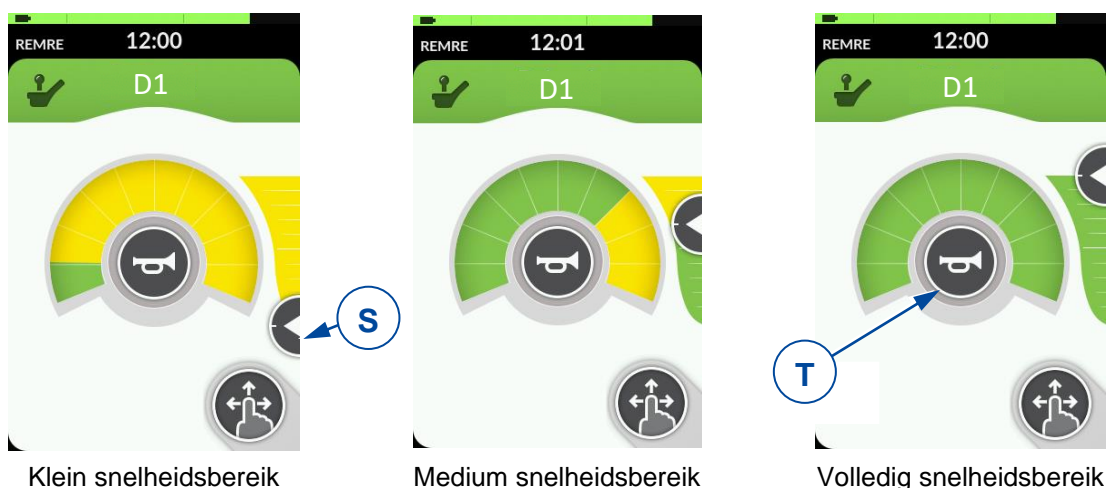 REMRE 12:00
D1
S
Klein snelheidsbereik
REMRE 12:01
D1
Medium snelheidsbereik
REMRE 12:00
D1
T
Volledig snelheidsbereik